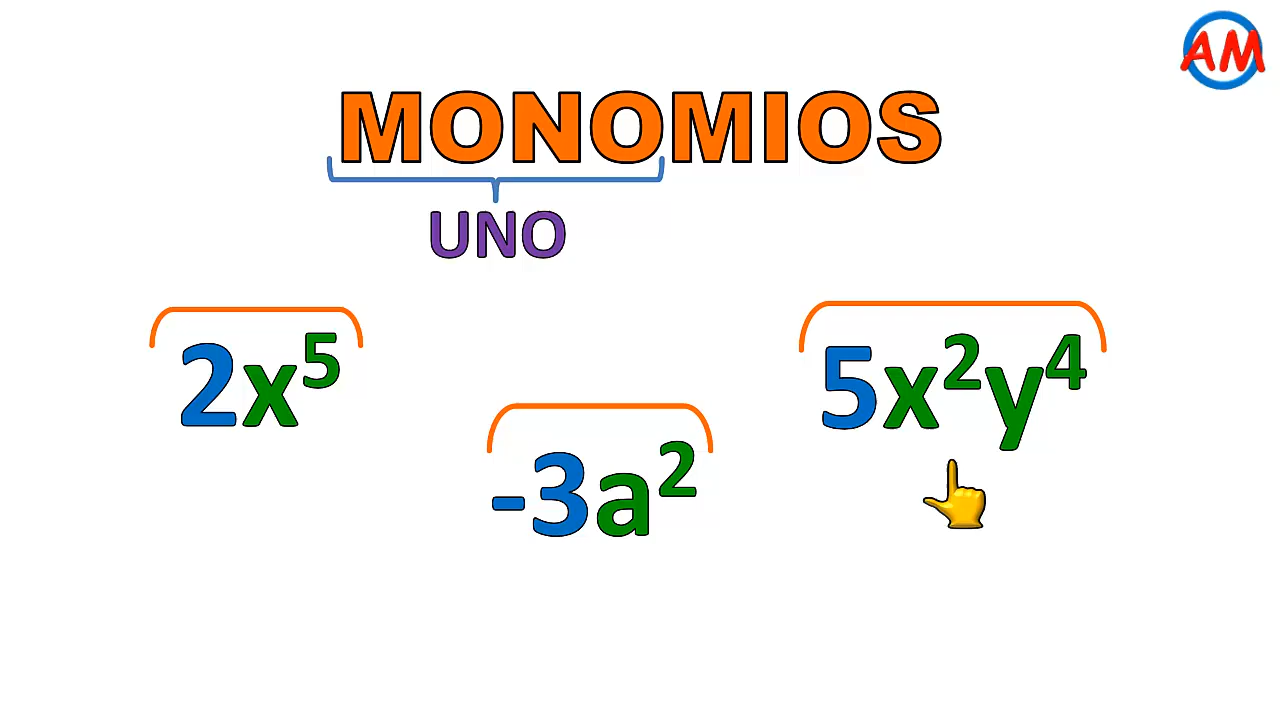 AM
MONOMIOS
UNO
2x⁵
5x²y⁴
-3a²